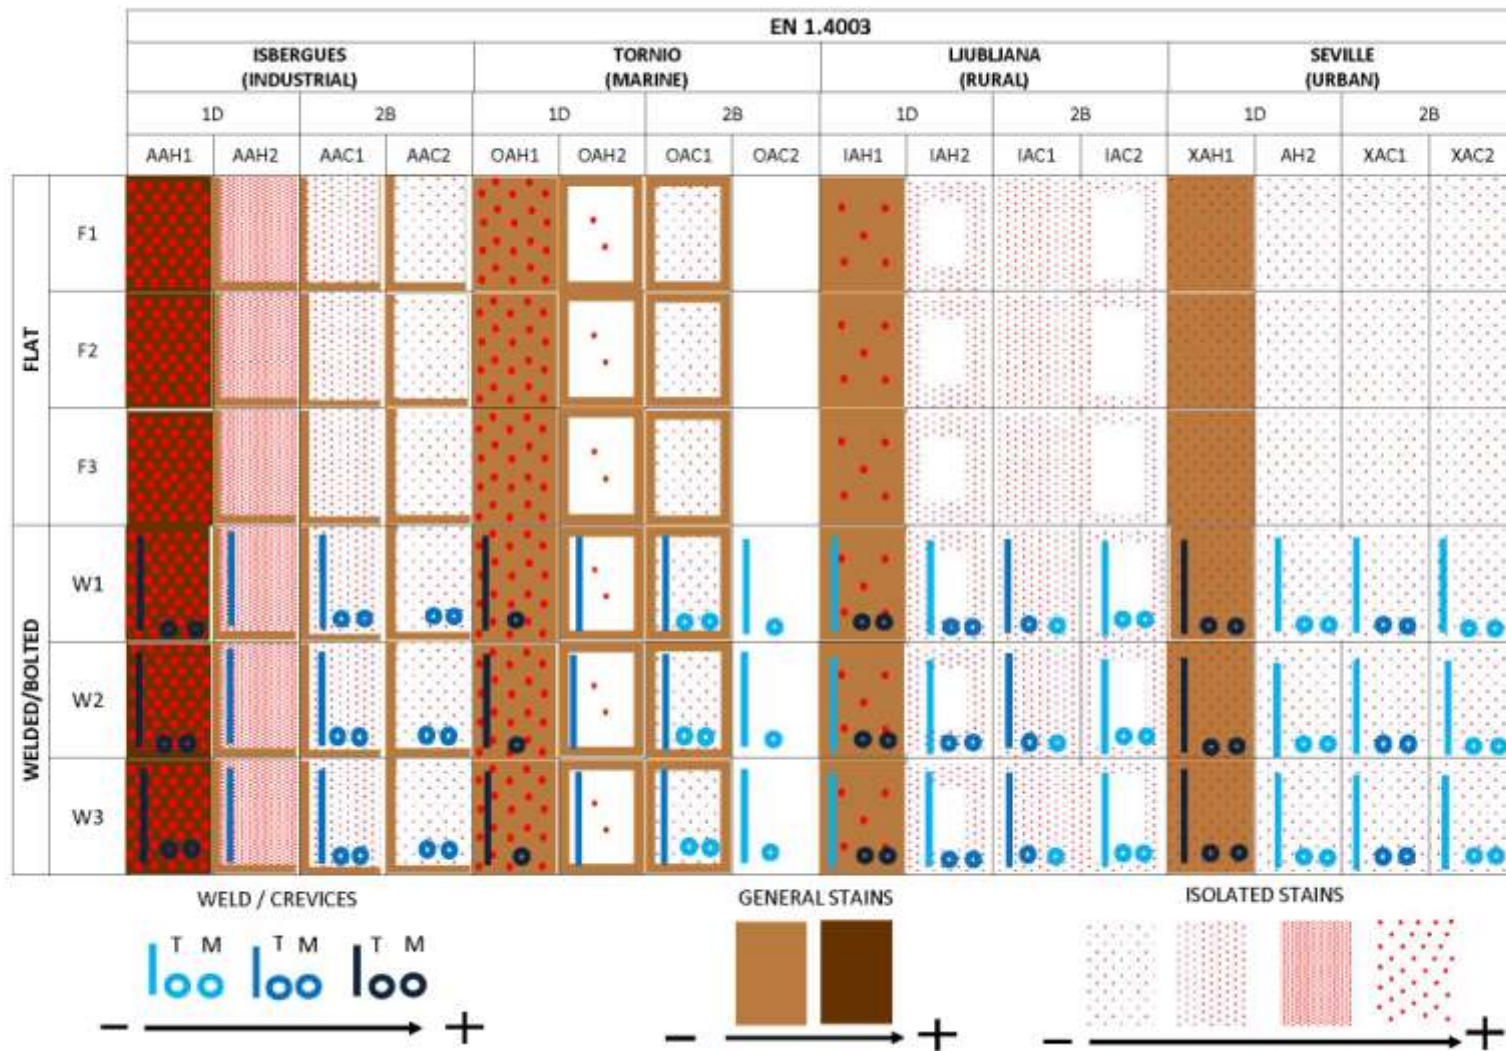 EN 1.4003
ISBERGUES TORNIO LJUBLJANA SEVILLE
(INDUSTRIAL) (MARINE) (RURAL) (URBAN)
1D 2B 1D 2B 1D 2B 1D 2B
AAH1 AAH2 AAC1 AAC2 OAH1 OAH2 OAC1 OAC2 IAH1 IAH2 IAC1 IAC2 XAH1 AH2 XAC1 XAC2
FLAT
F1
F2
F3
WELDED/BOLTED
W1
W2
W3
WELD / CREVICES
T M T M T M
− +
GENERAL STAINS
− +
ISOLATED STAINS
− +